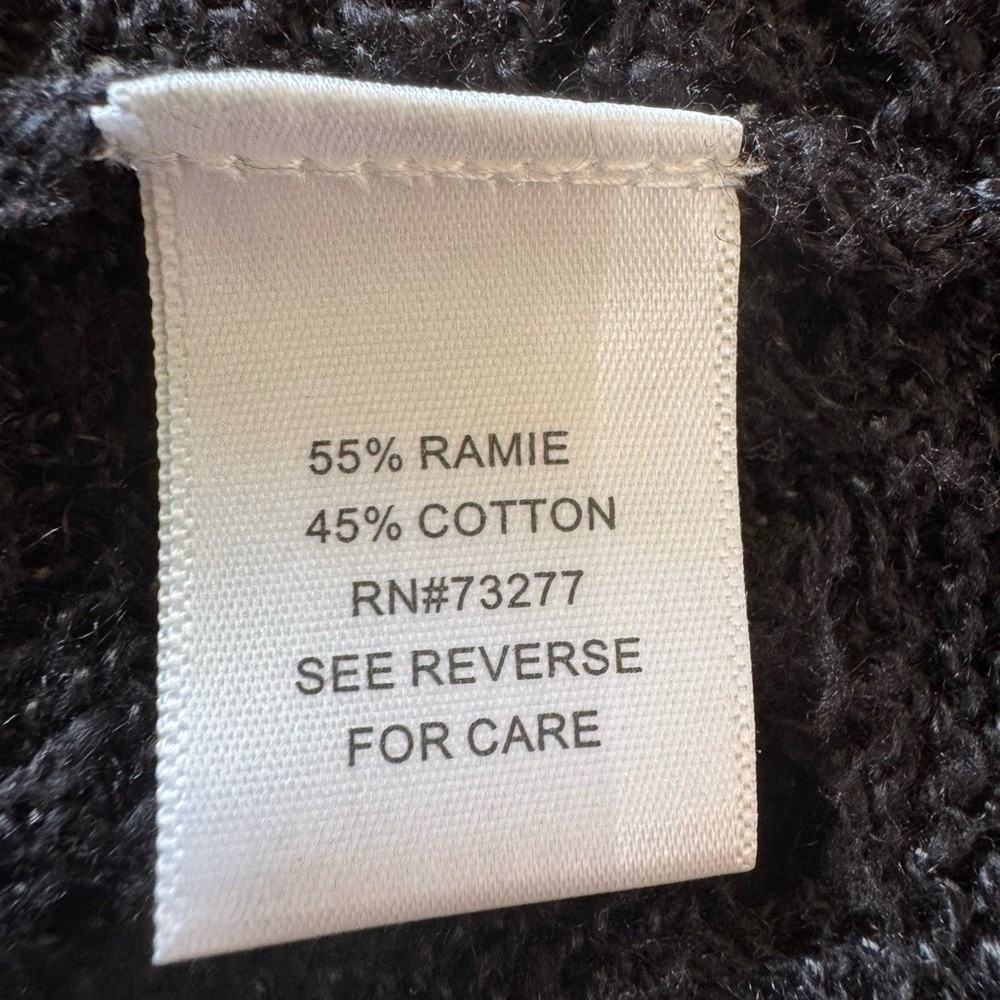 55% RAMIE
45% COTTON
RN#73277
SEE REVERSE
FOR CARE